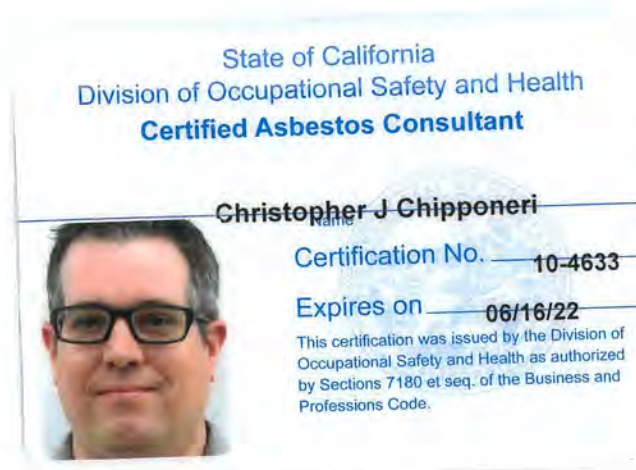 State of California
Division of Occupational Safety and Health
Certified Asbestos Consultant
Christopher J Chipponeri
Name
Certification No. 10-4633
Expires on 06/16/22
This certification was issued by the Division of
Occupational Safety and Health as authorized
by Sections 7180 et seq. of the Business and
Professions Code.